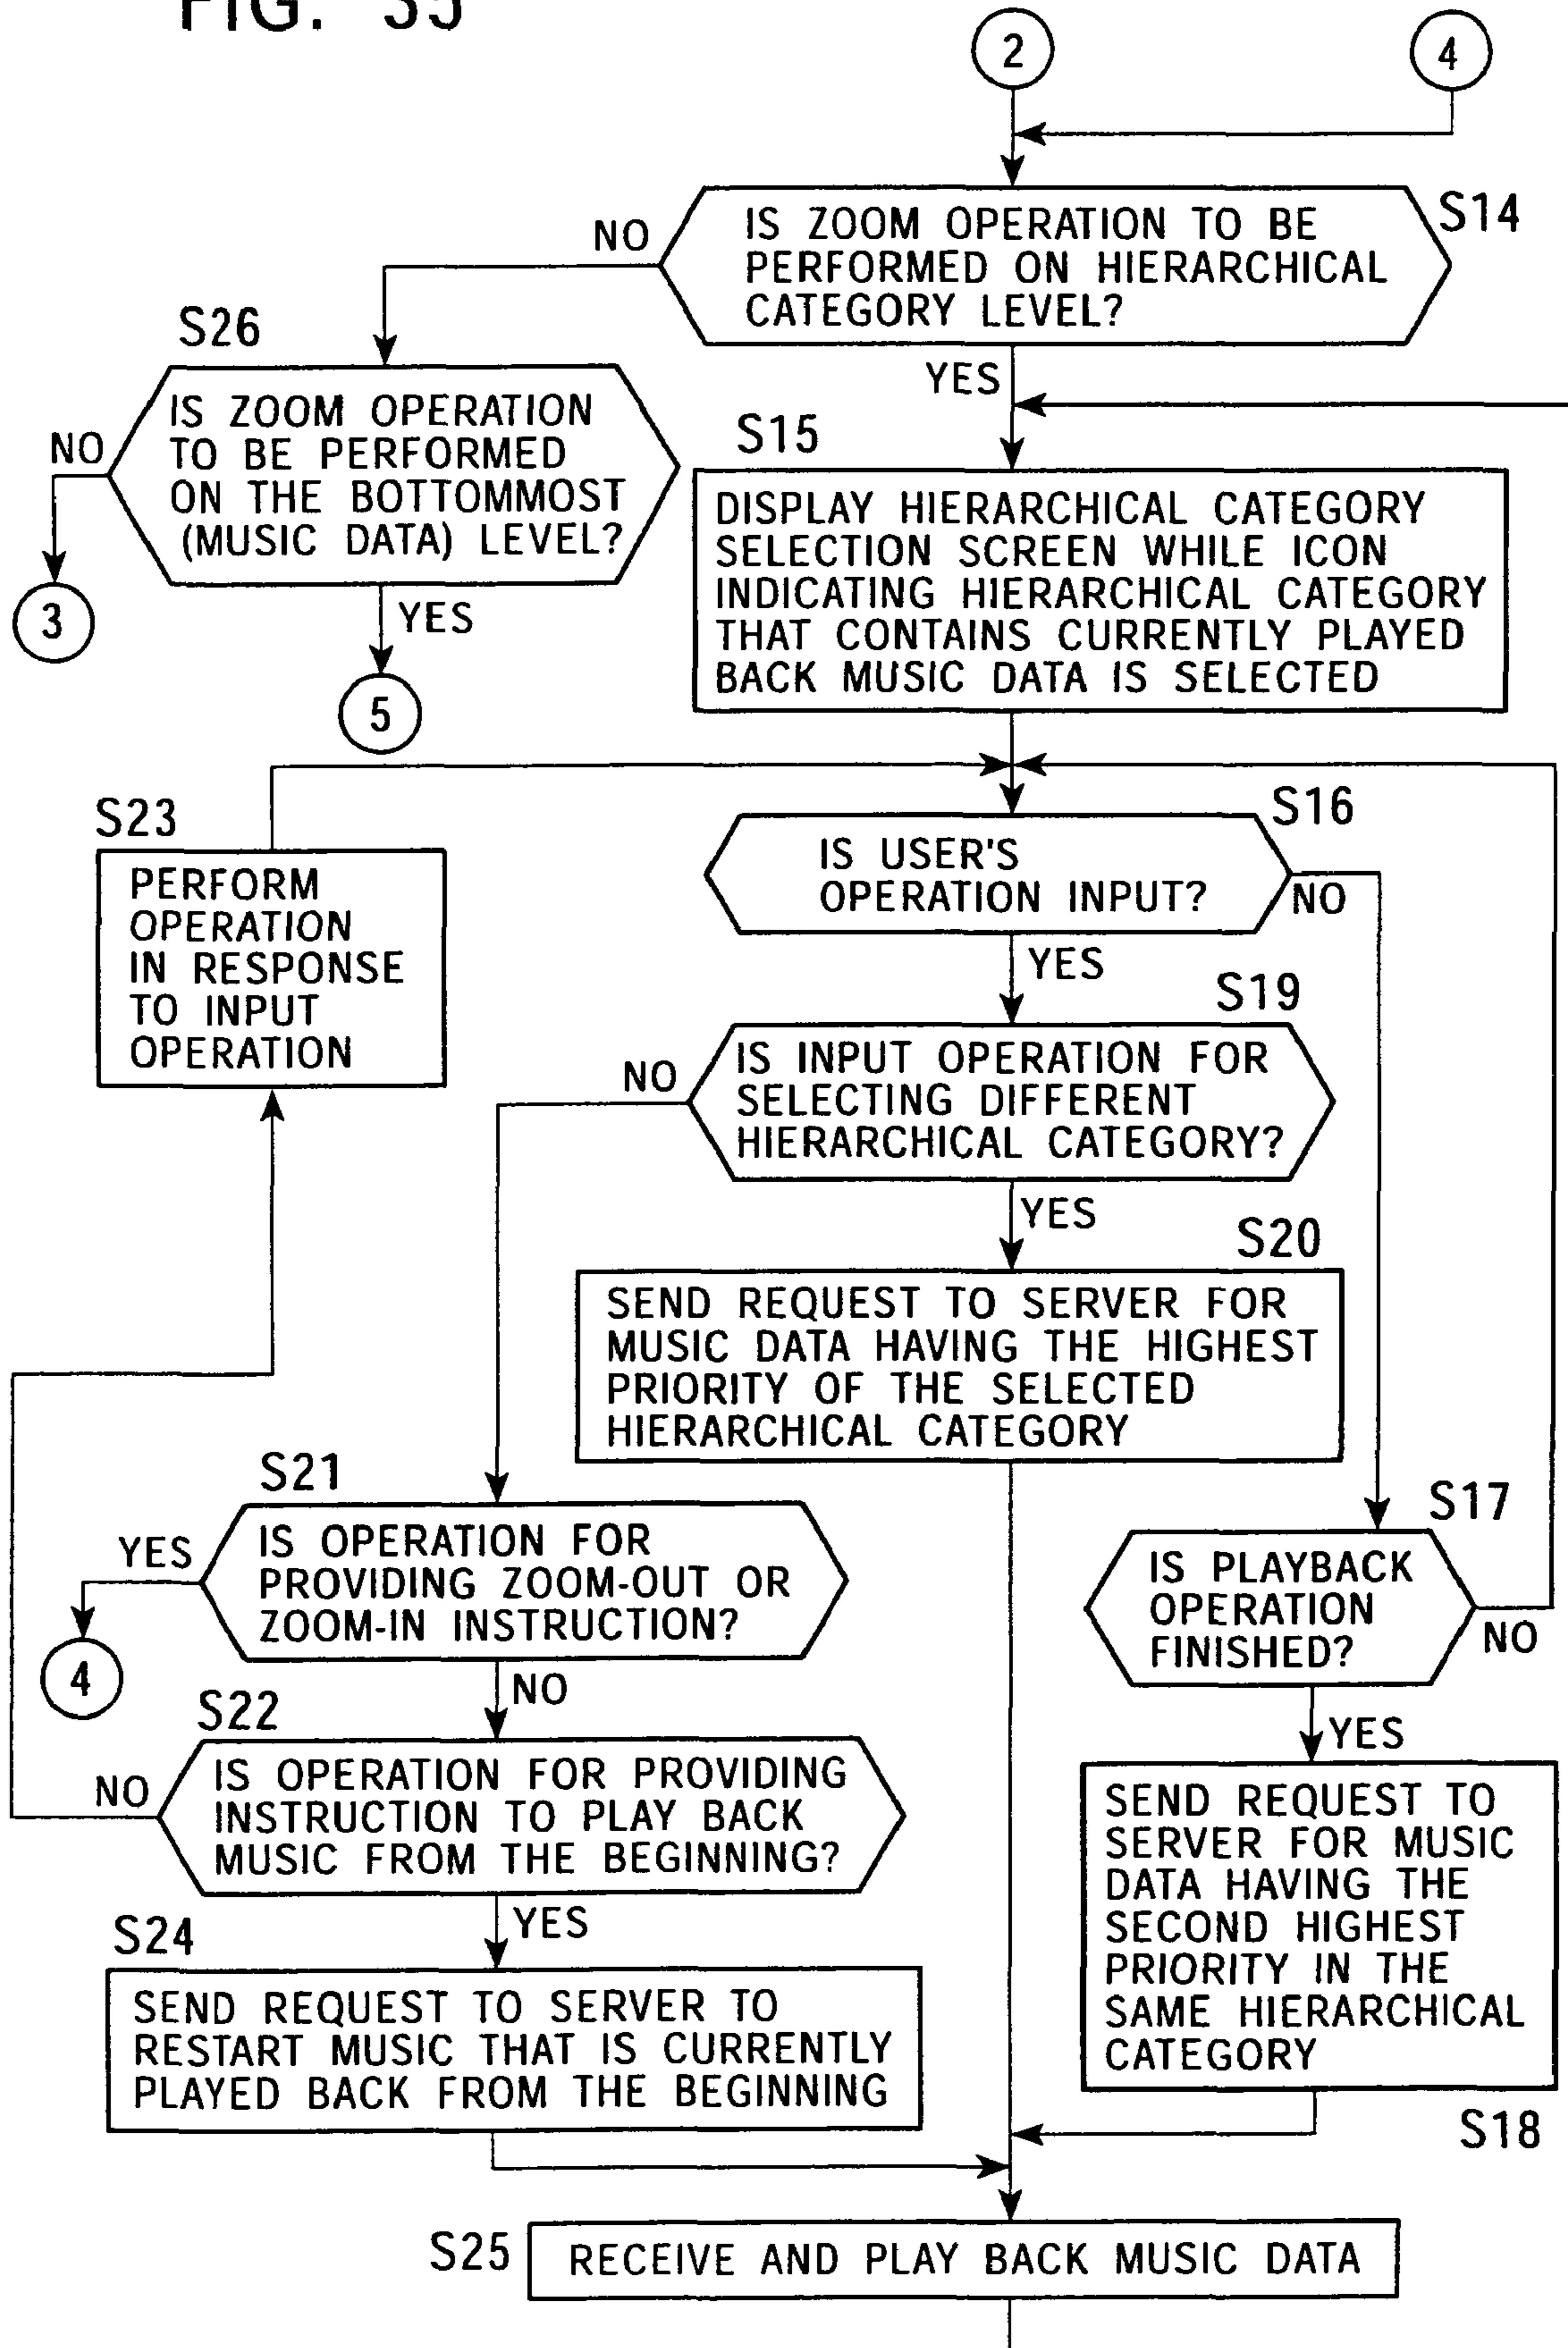 FIG. 35
2
4
S14
IS ZOOM OPERATION TO BE
PERFORMED ON HIERARCHICAL
CATEGORY LEVEL?
NO
YES
S26
IS ZOOM OPERATION
TO BE PERFORMED
ON THE BOTTOMMOST
(MUSIC DATA) LEVEL?
NO
3
YES
5
S15
DISPLAY HIERARCHICAL CATEGORY
SELECTION SCREEN WHILE ICON
INDICATING HIERARCHICAL CATEGORY
THAT CONTAINS CURRENTLY PLAYED
BACK MUSIC DATA IS SELECTED
S23
PERFORM
OPERATION
IN RESPONSE
TO INPUT
OPERATION
S16
IS USER'S
OPERATION INPUT?
NO
YES
S19
IS INPUT OPERATION FOR
SELECTING DIFFERENT
HIERARCHICAL CATEGORY?
NO
YES
S20
SEND REQUEST TO SERVER FOR
MUSIC DATA HAVING THE HIGHEST
PRIORITY OF THE SELECTED
HIERARCHICAL CATEGORY
S21
IS OPERATION FOR
PROVIDING ZOOM-OUT OR
ZOOM-IN INSTRUCTION?
YES
4
NO
S17
IS PLAYBACK
OPERATION
FINISHED?
NO
YES
S22
IS OPERATION FOR PROVIDING
INSTRUCTION TO PLAY BACK
MUSIC FROM THE BEGINNING?
NO
YES
SEND REQUEST TO
SERVER FOR MUSIC
DATA HAVING THE
SECOND HIGHEST
PRIORITY IN THE
SAME HIERARCHICAL
CATEGORY
S18
S24
SEND REQUEST TO SERVER TO
RESTART MUSIC THAT IS CURRENTLY
PLAYED BACK FROM THE BEGINNING
S25
RECEIVE AND PLAY BACK MUSIC DATA